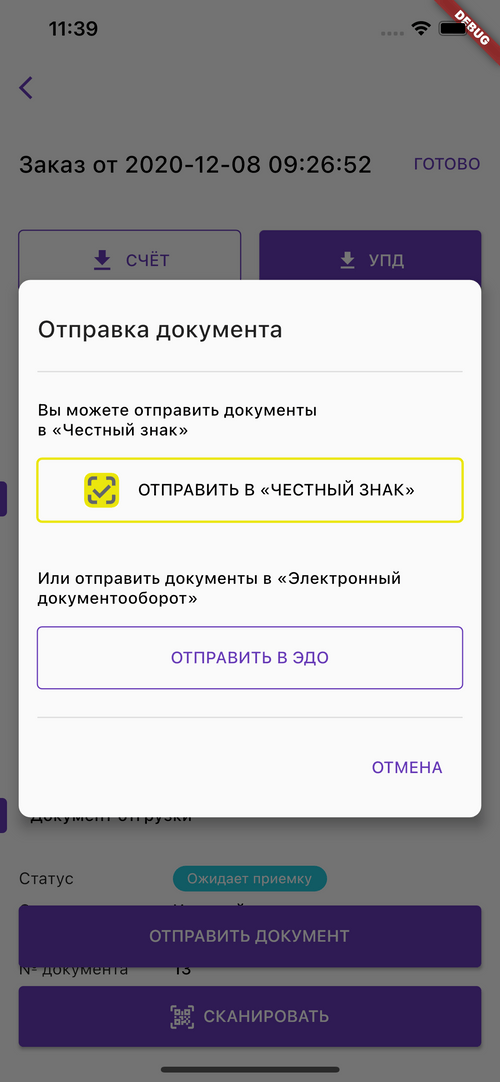 11:39
DEBUG
Заказ от 2020-12-08 09:26:52
ГОТОВО
СЧЁТ
УПД
Отправка документа
Вы можете отправить документы
в «Честный знак»
ОТПРАВИТЬ В «ЧЕСТНЫЙ ЗНАК»
Или отправить документы в «Электронный
документооборот»
ОТПРАВИТЬ В ЭДО
ОТМЕНА
Документ отгрузки
Статус
Ожидает приемку
ОТПРАВИТЬ ДОКУМЕНТ
№ документа
13
СКАНИРОВАТЬ